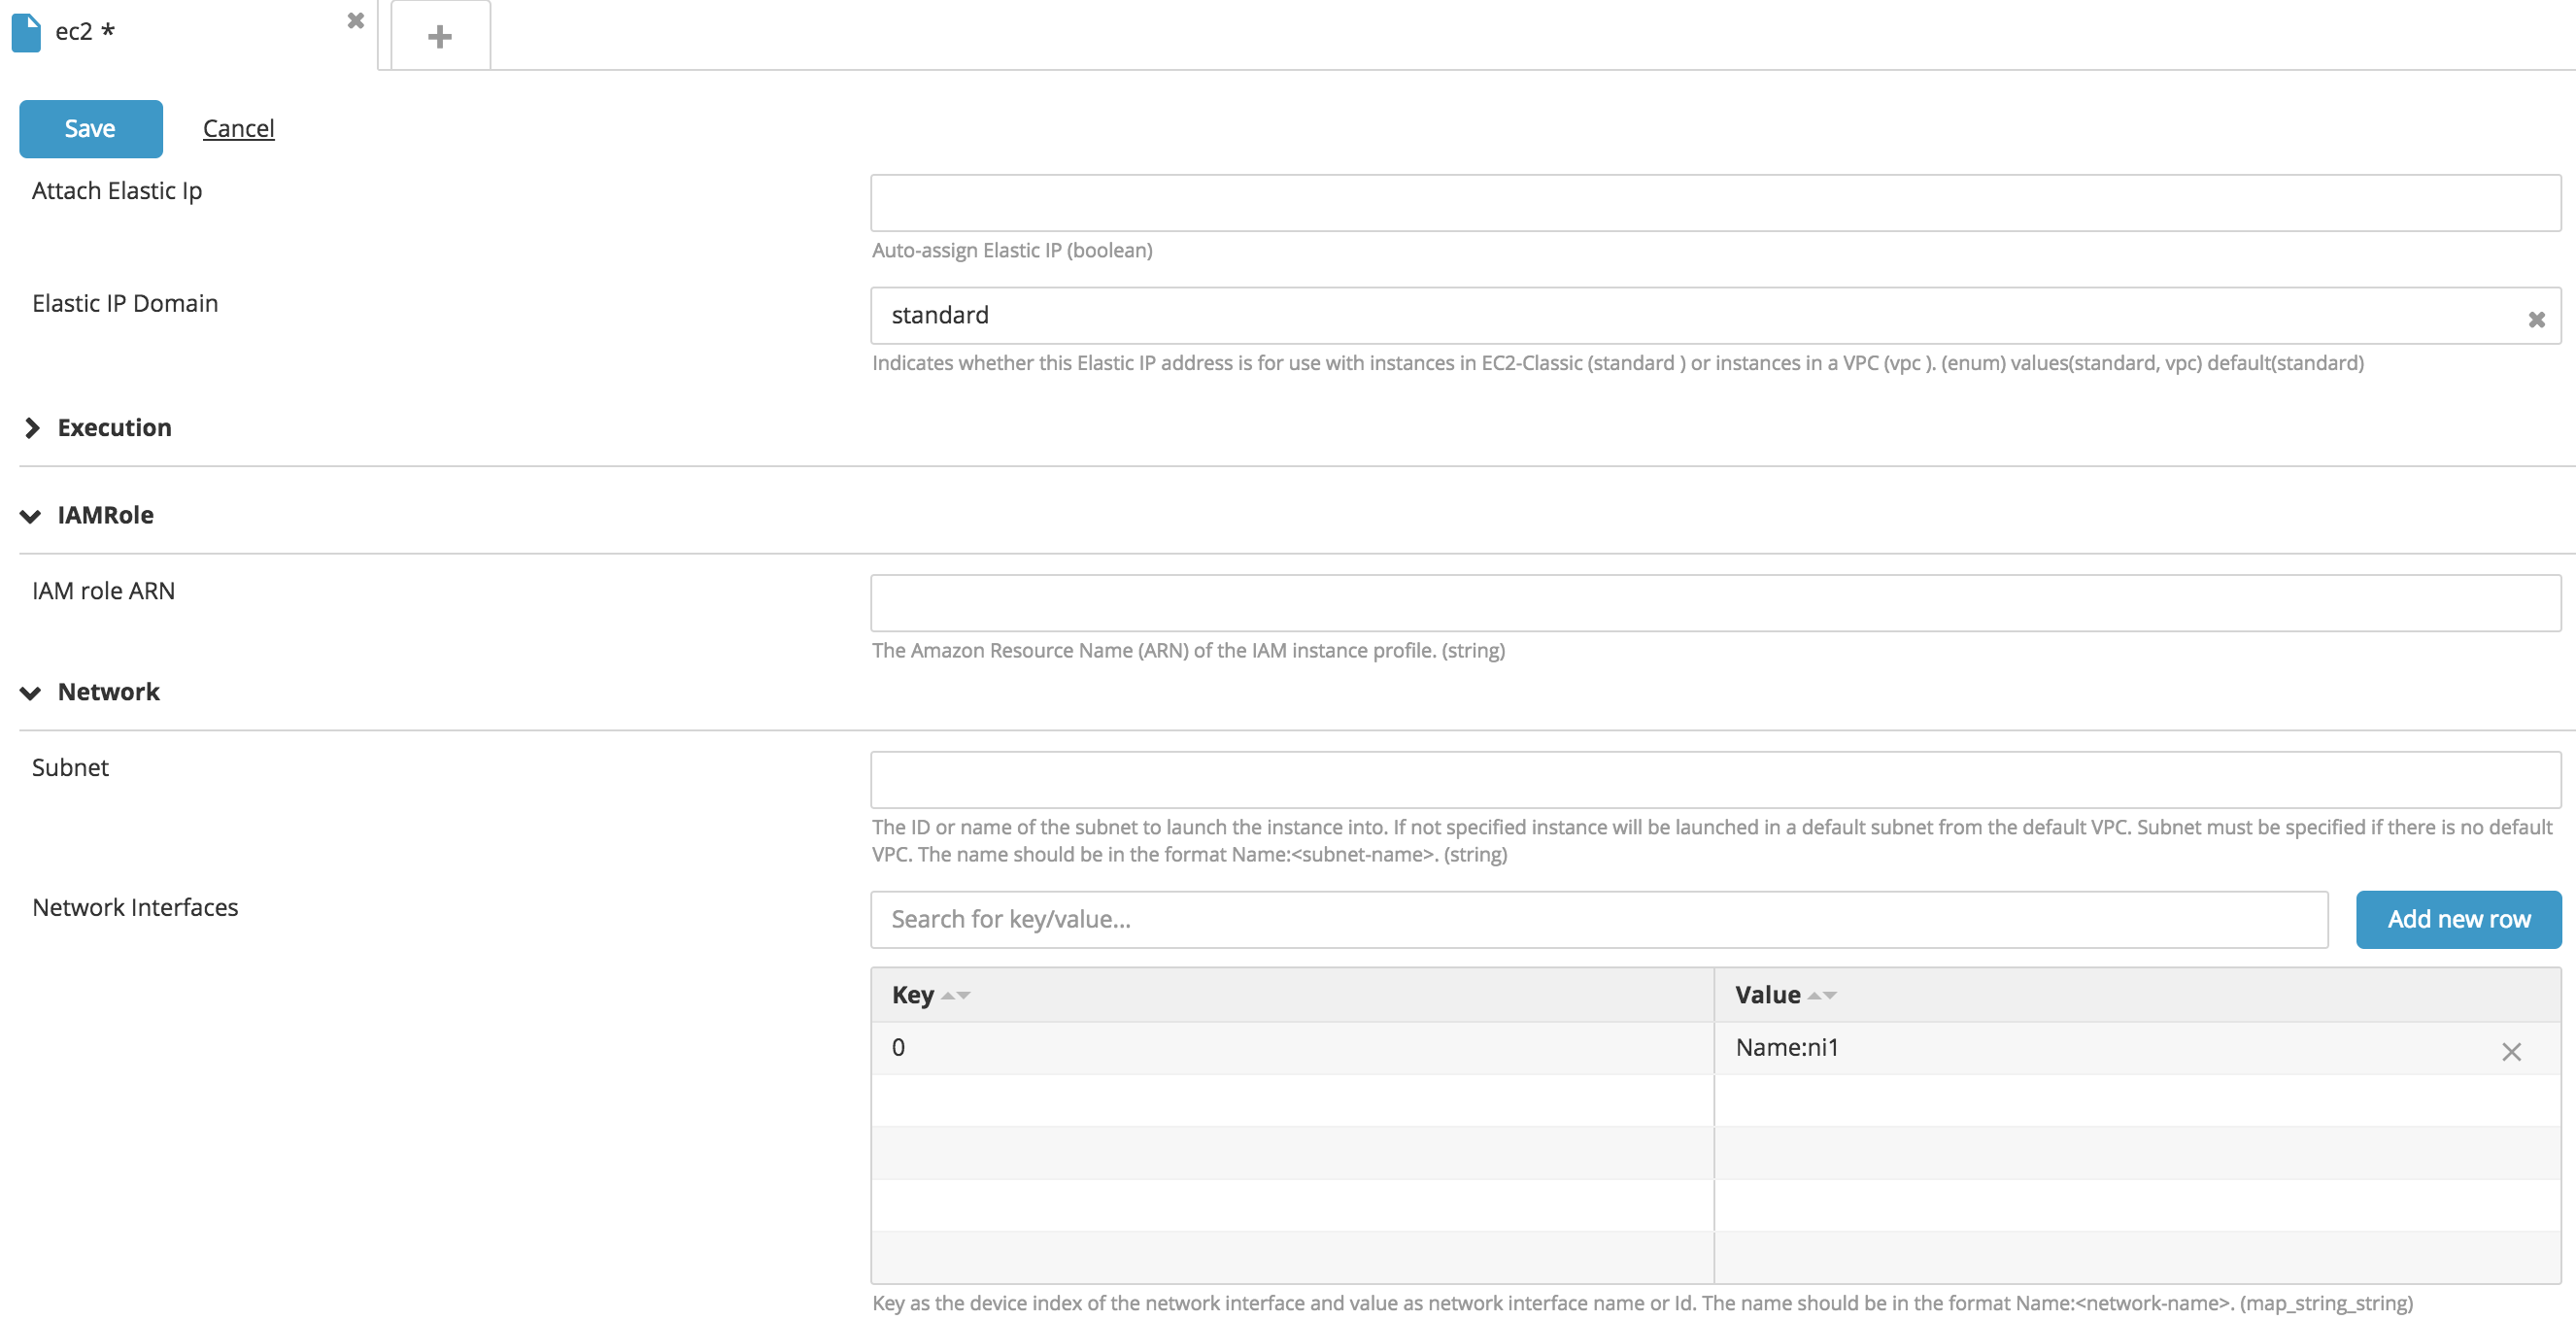 ec2 *
Save Cancel
Attach Elastic Ip
Auto-assign Elastic IP (boolean)
Elastic IP Domain
standard
Indicates whether this Elastic IP address is for use with instances in EC2-Classic (standard ) or instances in a VPC (vpc ). (enum) values(standard, vpc) default(standard)
Execution
IAMRole
IAM role ARN
The Amazon Resource Name (ARN) of the IAM instance profile. (string)
Network
Subnet
The ID or name of the subnet to launch the instance into. If not specified instance will be launched in a default subnet from the default VPC. Subnet must be specified if there is no default
VPC. The name should be in the format Name:<subnet-name>. (string)
Network Interfaces
Search for key/value...
Add new row
Key Value
0 Name:ni1
Key as the device index of the network interface and value as network interface name or Id. The name should be in the format Name:<network-name>. (map_string_string)